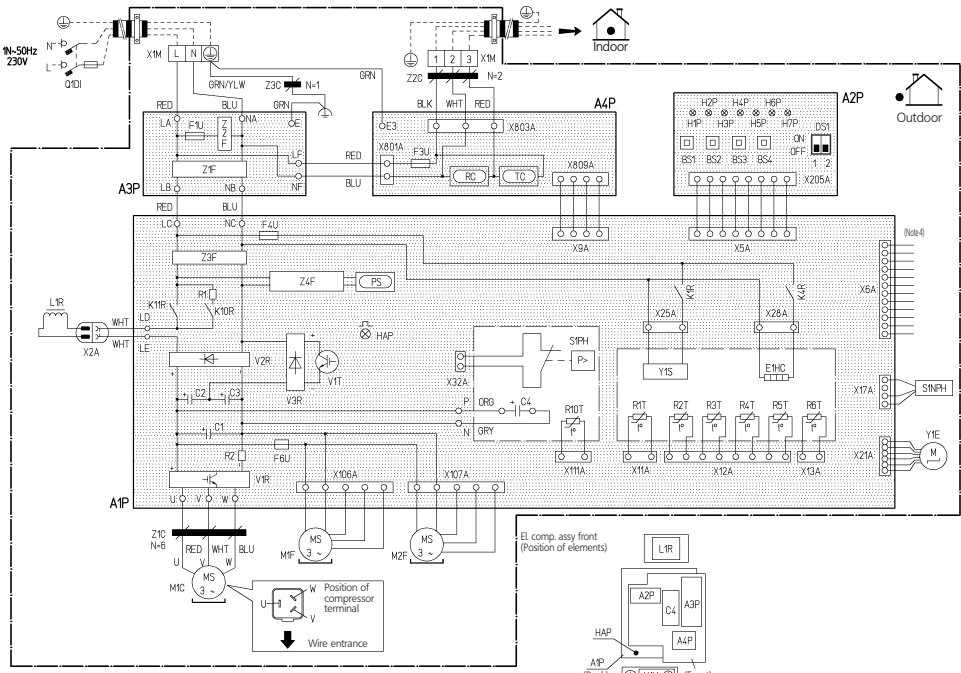 1N~50Hz
230V
N
L
Q1DI
X1M
L N
GRN/YLW
Z3C
N=1
GRN
GRN
Z2C
N=2
1 2 3
X1M
Indoor
Outdoor
RED
BLU
LA
NA
F1U
Z2F
E
LF
NF
Z1F
A3P
LB
NB
RED
BLU
BLK
WHT
RED
A4P
E3
X801A
X803A
F3U
RED
BLU
RC
TC
X809A
A2P
H2P H4P H6P
H1P H3P H5P H7P
DS1
ON
OFF
1 2
BS1 BS2 BS3 BS4
X205A
RED
BLU
LC
NC
F4U
X9A
X5A
(Note4)
Z3F
Z4F
PS
R1
K11R
K10R
K1R
K4R
X6A
L1R
WHT
WHT
X2A
LD
LE
HAP
X25A
X28A
V2R
V3R
V1T
X32A
S1PH
P>
Y1S
E1HC
X17A
S1NPH
C2
C3
P
N
ORG
GRY
C4
R10T
t°
R1T R2T R3T R4T R5T R6T
t° t° t° t° t° t°
C1
R2
F6U
X111A
X11A
X12A
X13A
X21A
Y1E
M
V1R
X106A
X107A
A1P
U V W
Z1C
N=6
RED WHT BLU
U V W
MS
3 ~
M1C
MS
3 ~
M1F
MS
3 ~
M2F
U
W
V
Position of
compressor
terminal
Wire entrance
El. comp. assy front
(Position of elements)
L1R
A2P
C4
A3P
A4P
HAP
A1P